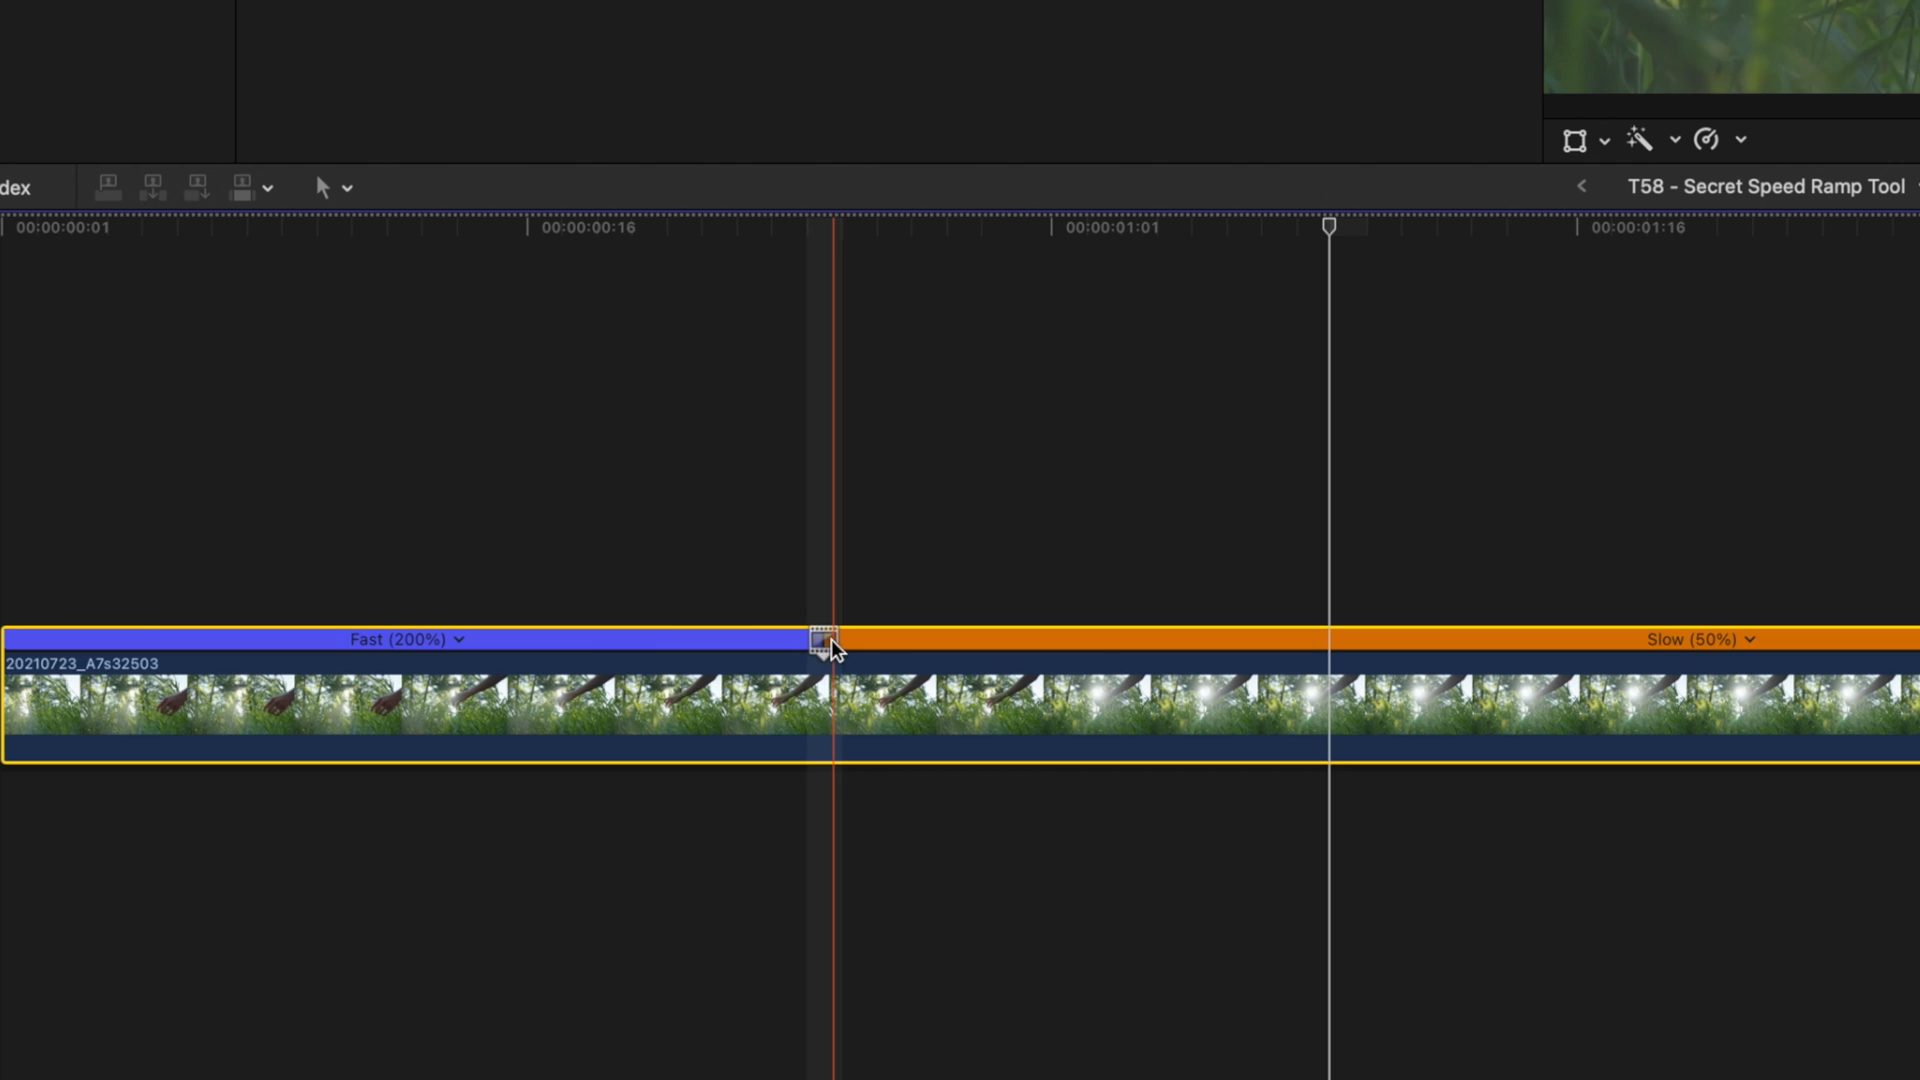 dex
T58 - Secret Speed Ramp Tool
00:00:00:01
00:00:00:16
00:00:01:01
00:00:01:16
Fast (200%)
Slow (50%)
20210723_A7s32503